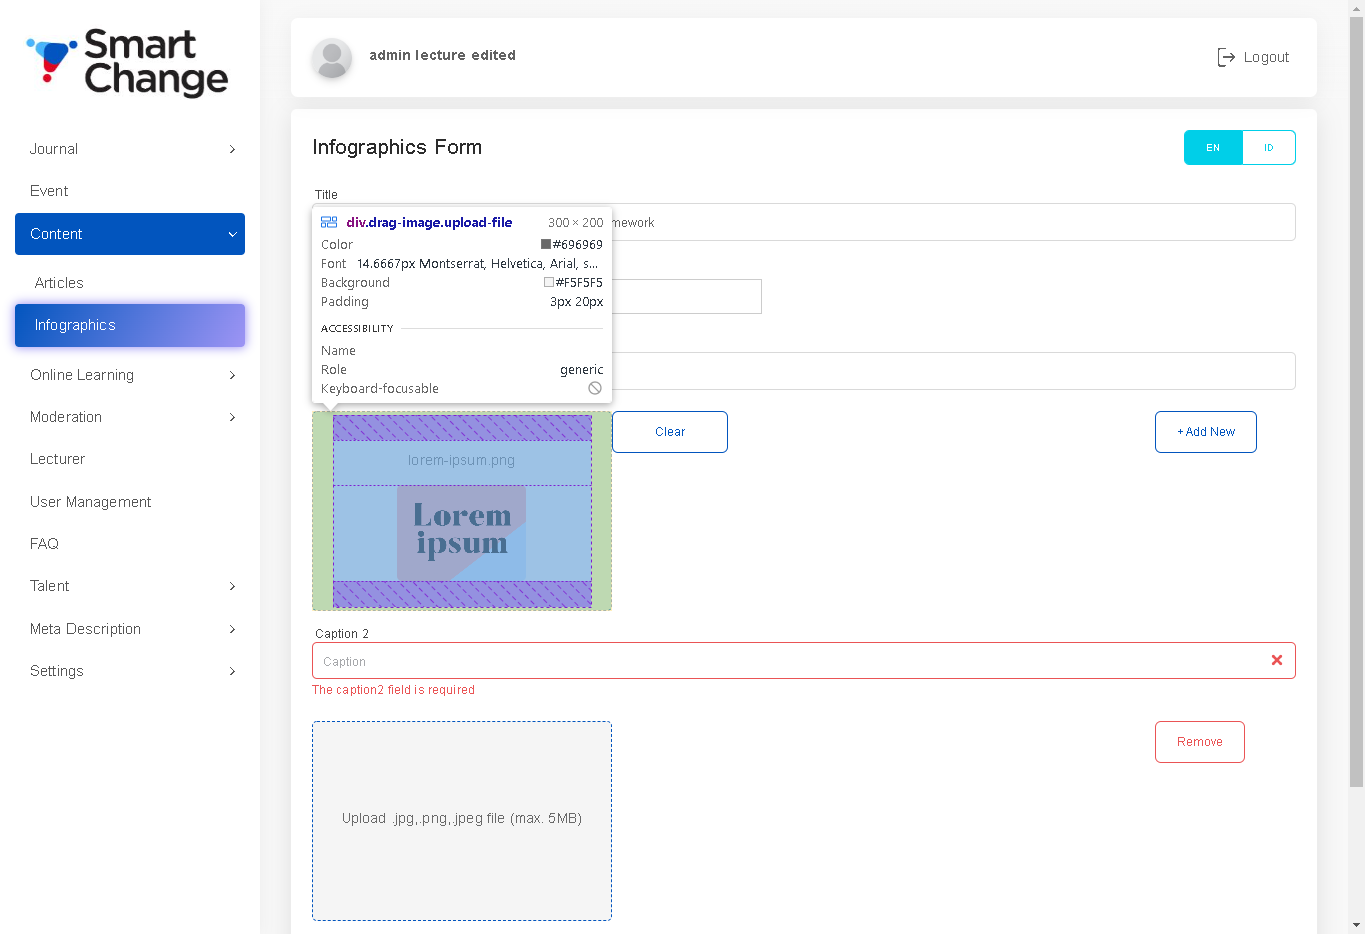 Smart
Change
admin lecture edited
Logout
Journal
Event
Content
Articles
Infographics
Online Learning
Moderation
Lecturer
User Management
FAQ
Talent
Meta Description
Settings
Infographics Form
EN
ID
Title
mework
div.drag-image.upload-file
300 × 200
Color
#696969
Font
14.6667px Montserrat, Helvetica, Arial, s...
Background
#F5F5F5
Padding
3px 20px
ACCESSIBILITY
Name
Role
generic
Keyboard-focusable
Clear
+ Add New
lorem-ipsum.png
Lorem
ipsum
Caption 2
Caption
The caption2 field is required
Remove
Upload .jpg,.png,.jpeg file (max. 5MB)